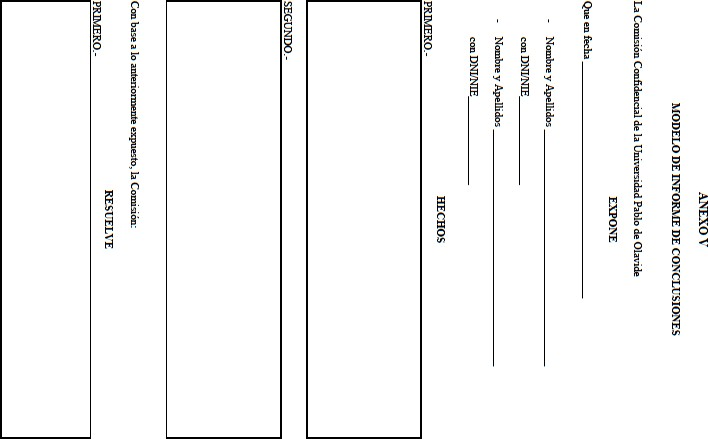 ANEXO V
MODELO DE INFORME DE CONCLUSIONES
La Comisión Confidencial de la Universidad Pablo de Olavide
EXPONE
Que en fecha
- Nombre y Apellidos
con DNI/NIE
- Nombre y Apellidos
con DNI/NIE
HECHOS
PRIMERO.-
SEGUNDO.-
Con base a lo anteriormente expuesto, la Comisión:
RESUELVE
PRIMERO.-